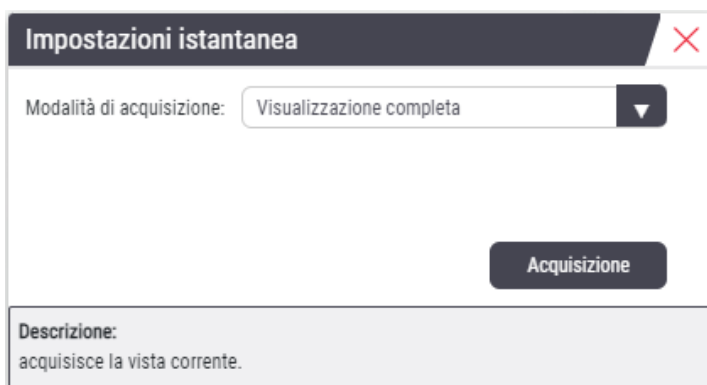 Impostazioni istantanea
Modalità di acquisizione: Visualizzazione completa
Acquisizione
Descrizione:
acquisisce la vista corrente.